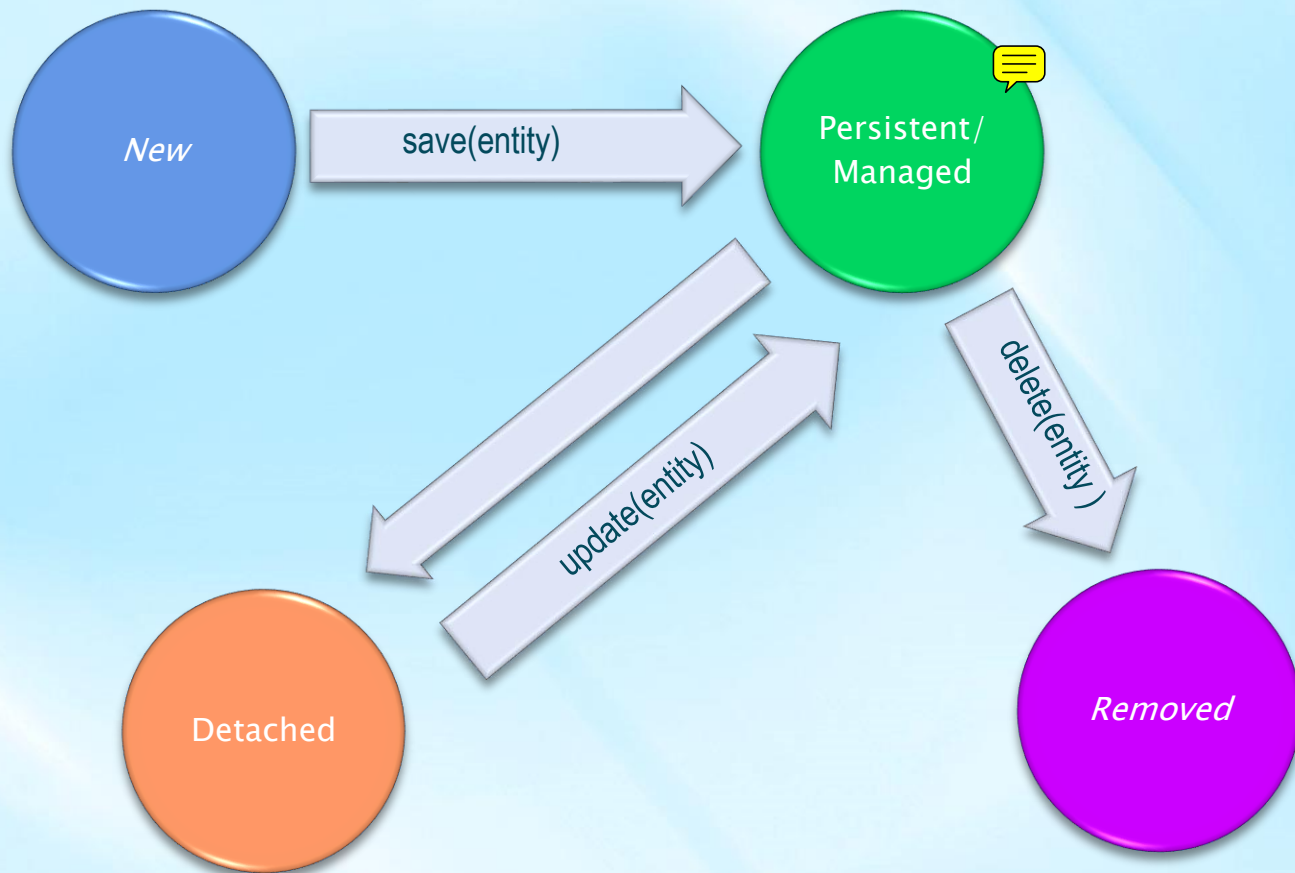 New
save(entity)
Persistent/
Managed
update(entity)
delete(entity )
Detached
Removed